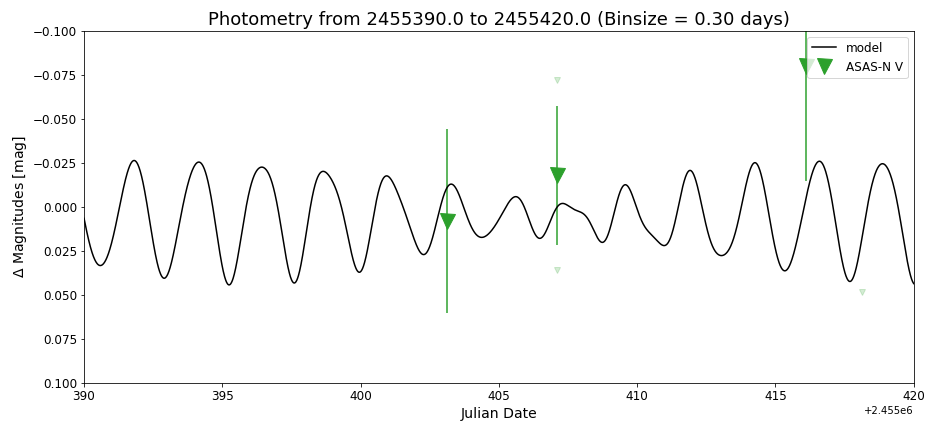 Photometry from 2455390.0 to 2455420.0 (Binsize = 0.30 days)
−0.100
−0.075
−0.050
−0.025
0.000
0.025
0.050
0.075
0.100
Δ Magnitudes [mag]
model
ASAS-N V
390
395
400
405
410
415
420
Julian Date
+2.455e6